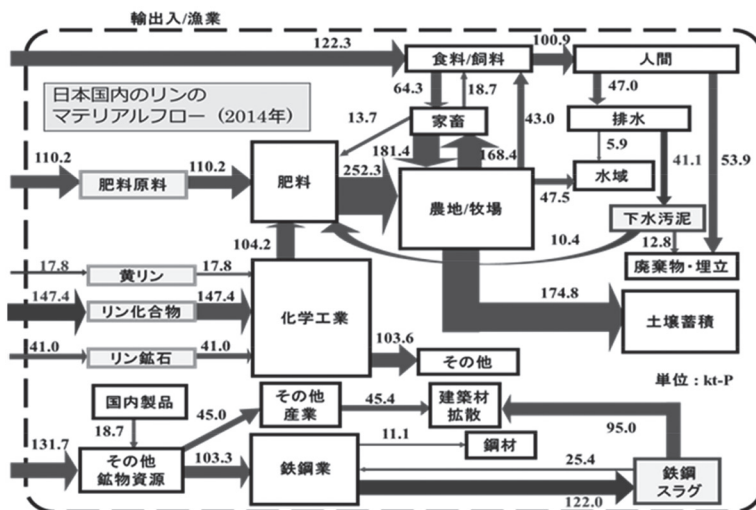 輸出入/漁業
122.3
食料/飼料
100.9
人間
日本国内のリンの
マテリアルフロー（2014年）
64.3
18.7
47.0
13.7
家畜
43.0
排水
53.9
110.2
肥料原料
110.2
肥料
181.4
168.4
5.9
41.1
252.3
農地/牧場
水域
47.5
下水汚泥
104.2
10.4
12.8
廃棄物・埋立
17.8
黄リン
17.8
147.4
リン化合物
147.4
化学工業
174.8
土壌蓄積
41.0
リン鉱石
41.0
103.6
その他
単位：kt-P
国内製品
45.0
その他
産業
45.4
建築材
拡散
18.7
95.0
131.7
その他
鉱物資源
103.3
鉄鋼業
11.1
鋼材
25.4
鉄鋼
スラグ
122.0